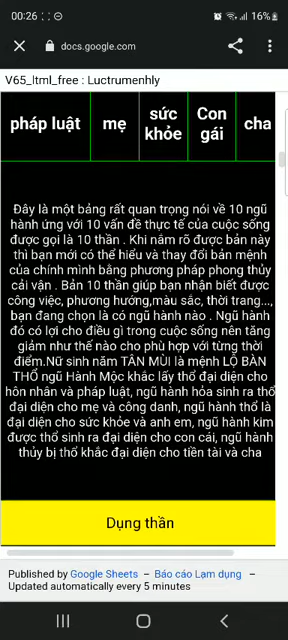 00:26
16%
docs.google.com
V65_ltml_free : Luctrumenhly
pháp luật
mẹ
sức khỏe
Con gái
cha
Đây là một bảng rất quan trọng nói về 10 ngũ
hành ứng với 10 vấn đề thực tế của cuộc sống
được gọi là 10 thần . Khi nắm rõ được bản này
thì bạn mới có thể hiểu và thay đổi bản mệnh
của chính mình bằng phương pháp phong thủy
cải vận . Bản 10 thần giúp bạn nhận biết được
công việc, phương hướng,màu sắc, thời trang...,
bạn đang chọn là có ngũ hành nào . Ngũ hành
đó có lợi cho điều gì trong cuộc sống nên tăng
giảm như thế nào cho phù hợp với từng thời
điểm.Nữ sinh năm TÂN MÙI là mệnh LỘ BÀN
THỔ ngũ Hành Mộc khắc lấy thổ đại diện cho
hôn nhân và pháp luật, ngũ hành hỏa sinh ra thổ
đại diện cho mẹ và công danh, ngũ hành thổ là
đại diện cho sức khỏe và anh em, ngũ hành kim
được thổ sinh ra đại diện cho con cái, ngũ hành
thủy bị thổ khắc đại diện cho tiền tài và cha
Dụng thần
Published by Google Sheets – Báo cáo Lạm dụng –
Updated automatically every 5 minutes